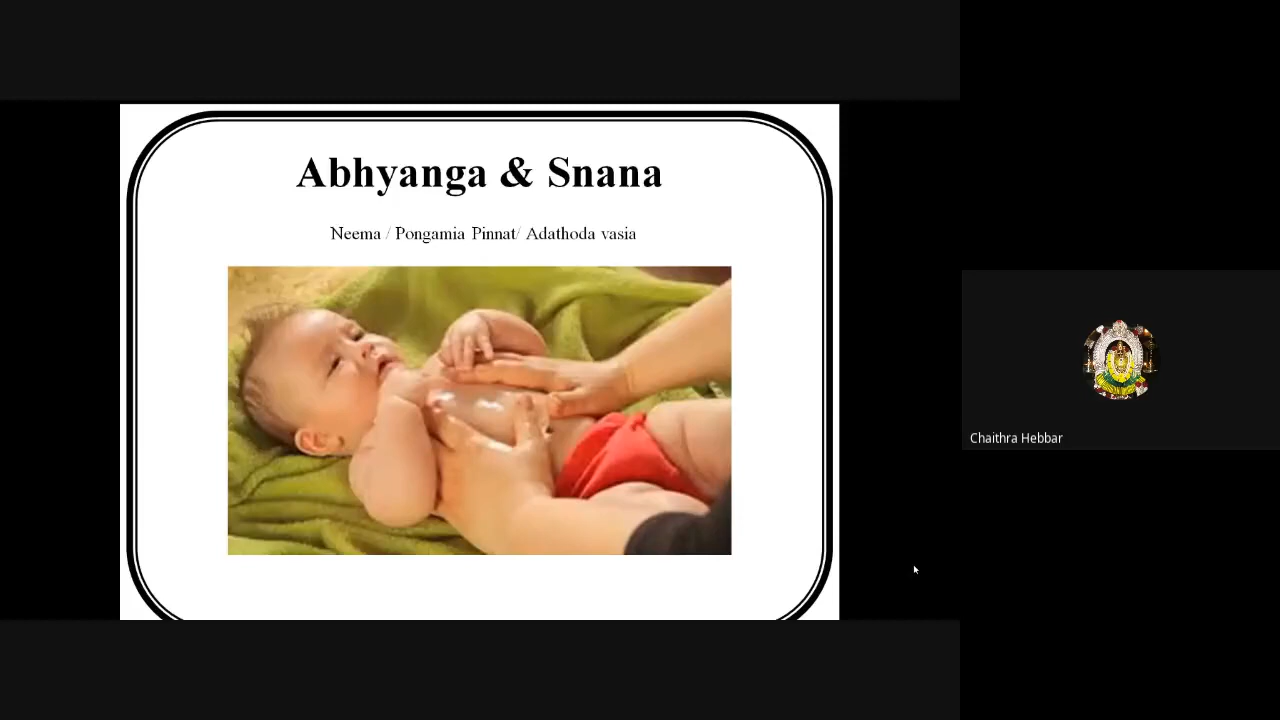 Abhyanga & Snana
Neema / Pongamia Pinnat/ Adathoda vasia
Chaithra Hebbar